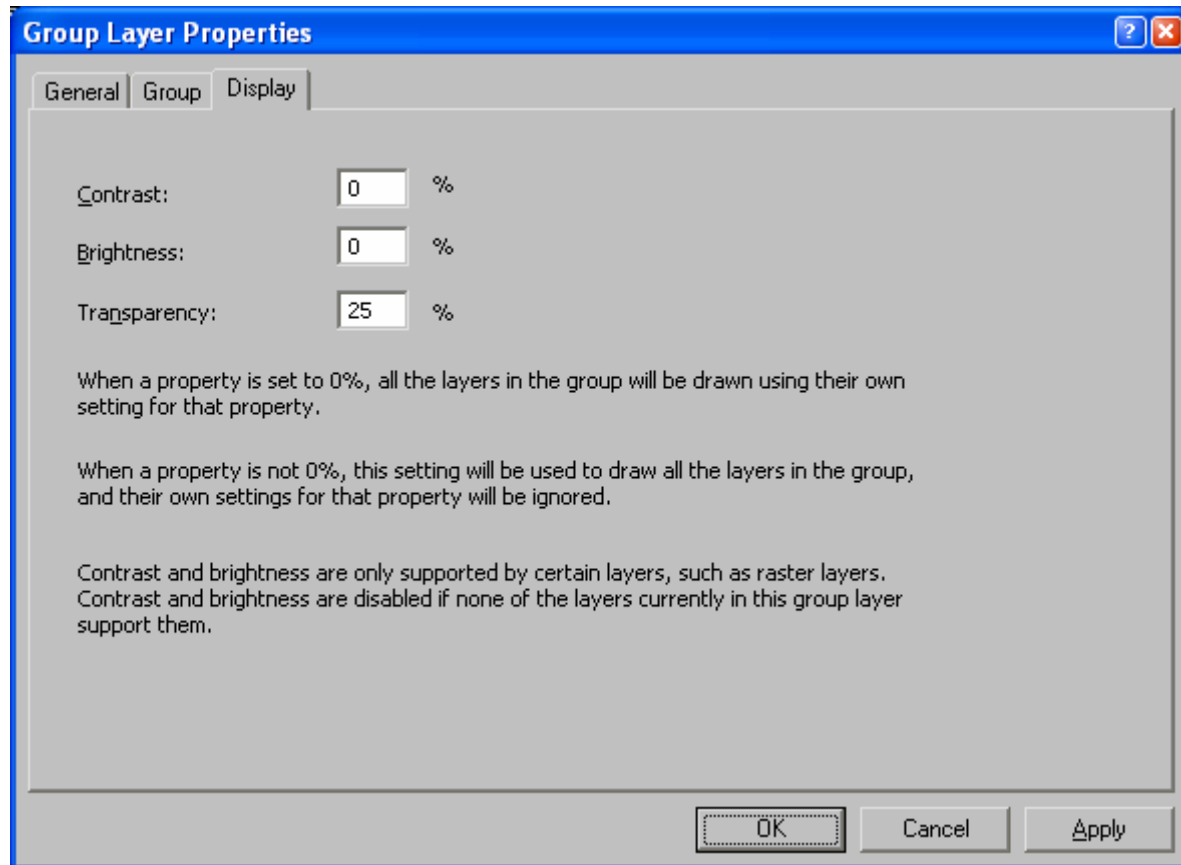 Group Layer Properties
General Group Display
Contrast: 0 %
Brightness: 0 %
Transparency: 25 %
When a property is set to 0%, all the layers in the group will be drawn using their own
setting for that property.
When a property is not 0%, this setting will be used to draw all the layers in the group,
and their own settings for that property will be ignored.
Contrast and brightness are only supported by certain layers, such as raster layers.
Contrast and brightness are disabled if none of the layers currently in this group layer
support them.
OK Cancel Apply